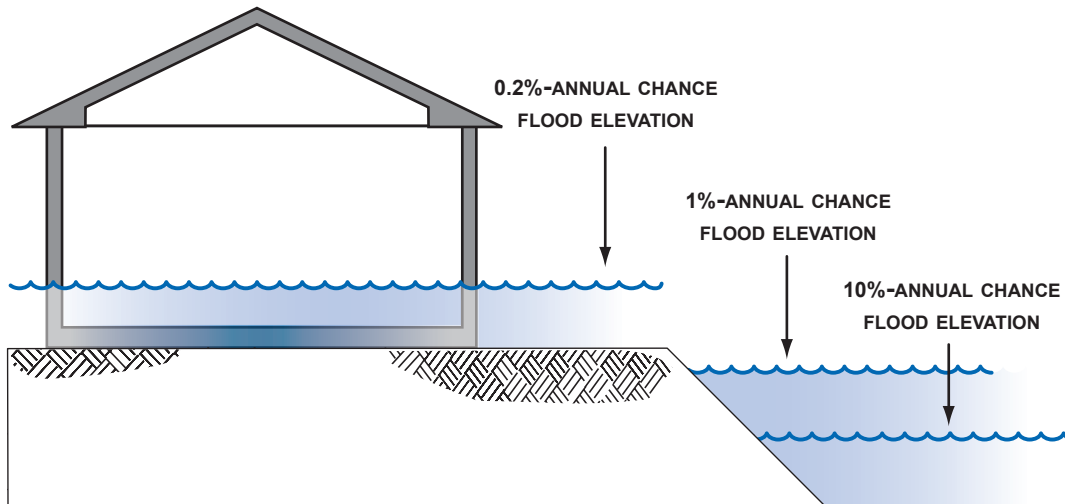 0.2%-ANNUAL CHANCE
FLOOD ELEVATION
1%-ANNUAL CHANCE
FLOOD ELEVATION
10%-ANNUAL CHANCE
FLOOD ELEVATION